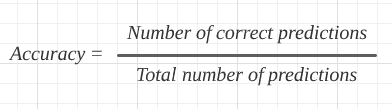 Number of correct predictions
Accuracy =
Total number of predictions